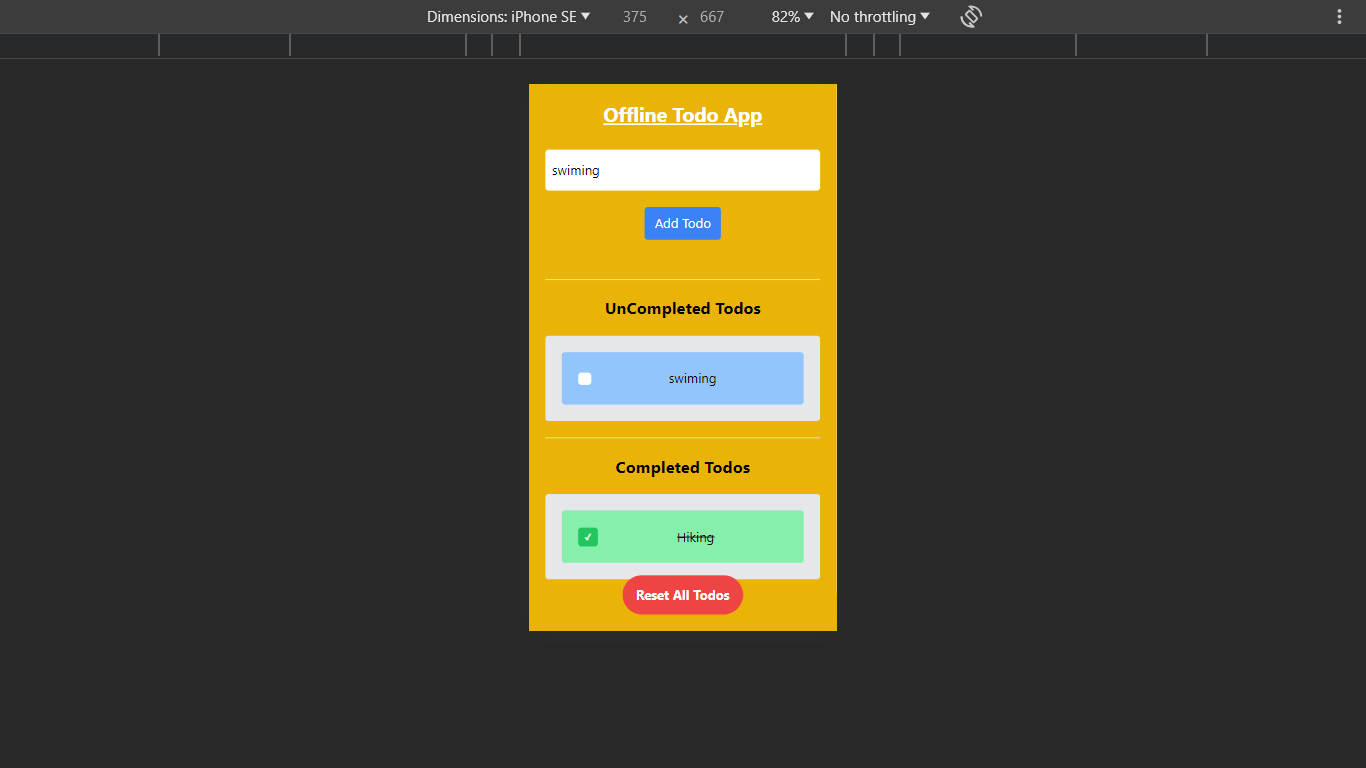 Dimensions: iPhone SE 375 × 667 82% No throttling
Offline Todo App
swiming
Add Todo
UnCompleted Todos
swiming
Completed Todos
Hiking
Reset All Todos